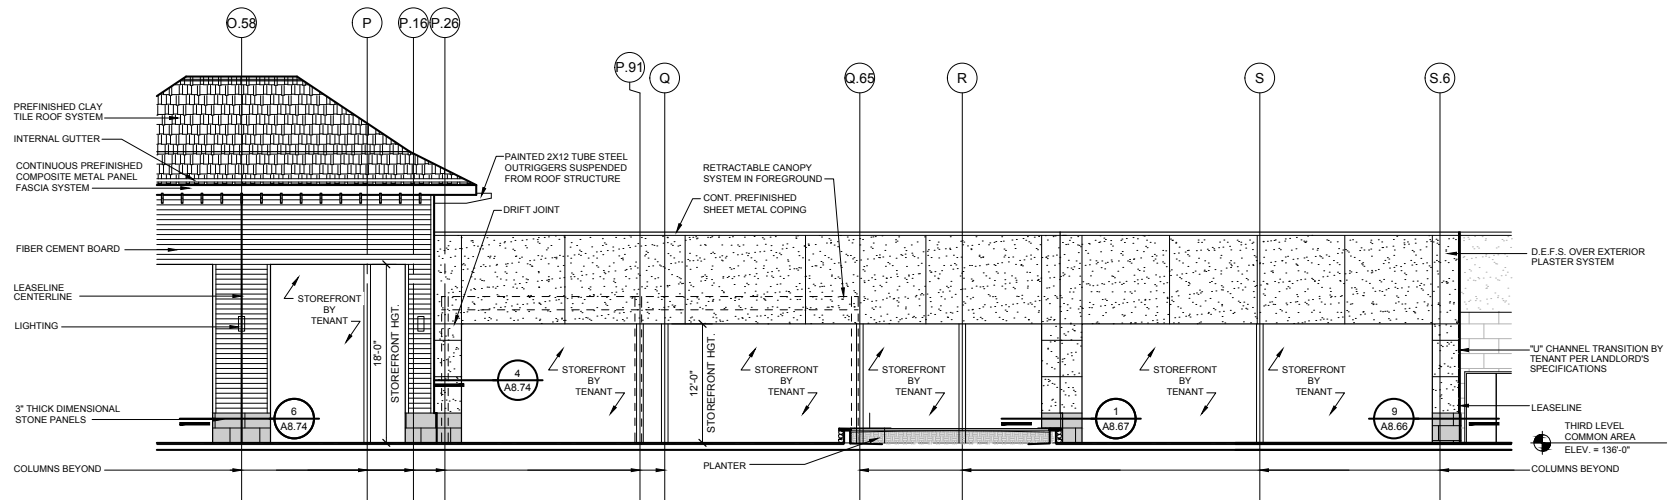 O.58
P
P.16
P.26
P.91
Q
Q.65
R
S
S.6
PREFINISHED CLAY
TILE ROOF SYSTEM
INTERNAL GUTTER
CONTINUOUS PREFINISHED
COMPOSITE METAL PANEL
FASCIA SYSTEM
FIBER CEMENT BOARD
LEASELINE
CENTERLINE
LIGHTING
3" THICK DIMENSIONAL
STONE PANELS
COLUMNS BEYOND
PAINTED 2X12 TUBE STEEL
OUTRIGGERS SUSPENDED
FROM ROOF STRUCTURE
DRIFT JOINT
RETRACTABLE CANOPY
SYSTEM IN FOREGROUND
CONT. PREFINISHED
SHEET METAL COPING
STOREFRONT
BY
TENANT
18'-0"
STOREFRONT HGT.
6
A8.74
4
A8.74
STOREFRONT
BY
TENANT
12'-0"
STOREFRONT HGT.
STOREFRONT
BY
TENANT
STOREFRONT
BY
TENANT
PLANTER
1
A8.67
STOREFRONT
BY
TENANT
STOREFRONT
BY
TENANT
9
A8.66
D.E.F.S. OVER EXTERIOR
PLASTER SYSTEM
"U" CHANNEL TRANSITION BY
TENANT PER LANDLORD'S
SPECIFICATIONS
LEASELINE
THIRD LEVEL
COMMON AREA
ELEV. = 136'-0"
COLUMNS BEYOND